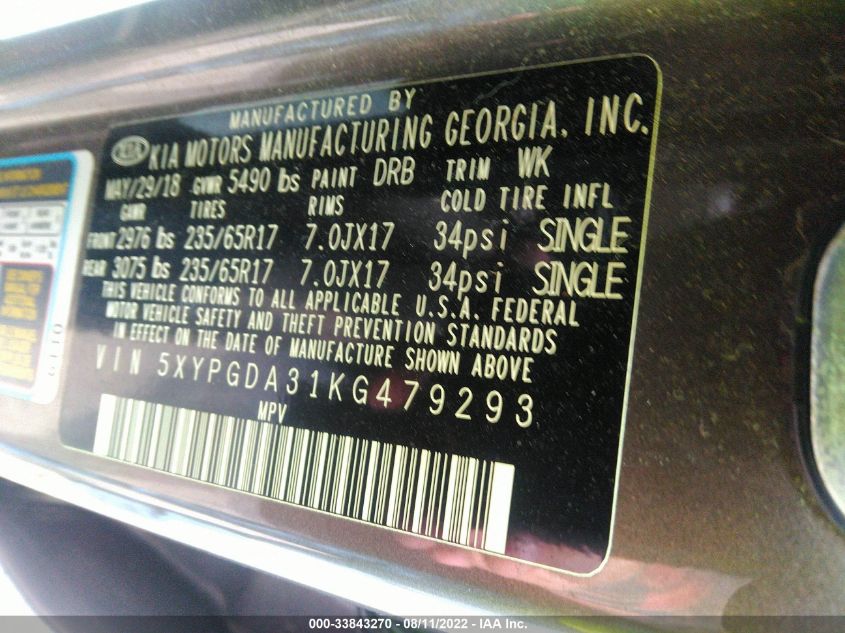 MANUFACTURED BY
KIA KIA MOTORS MANUFACTURING GEORGIA, INC.
MAY/29/18 GVWR 5490 lbs PAINT DRB TRIM WK
GAWR TIRES RIMS COLD TIRE INFL
FRONT 2976 lbs 235/65R17 7.0JX17 34psi SINGLE
REAR 3075 lbs 235/65R17 7.0JX17 34psi SINGLE
THIS VEHICLE CONFORMS TO ALL APPLICABLE U.S.A. FEDERAL
MOTOR VEHICLE SAFETY AND THEFT PREVENTION STANDARDS
IN EFFECT ON THE DATE OF MANUFACTURE SHOWN ABOVE
VIN 5XYPGDA31KG479293
MPV
000-33843270 - 08/11/2022 - IAA Inc.